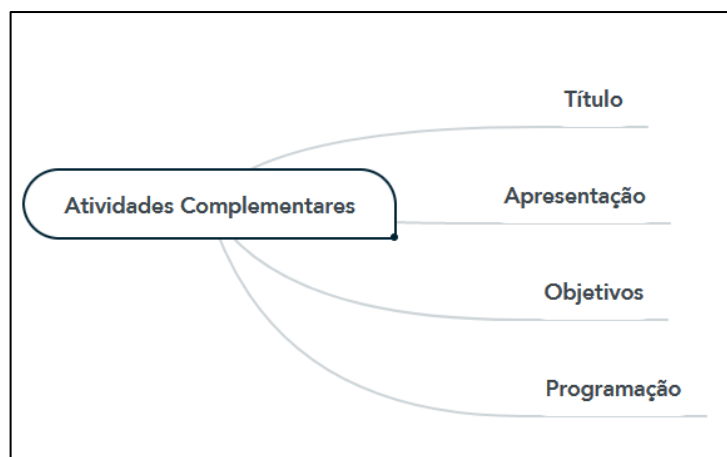 Título
Apresentação
Atividades Complementares
Objetivos
Programação